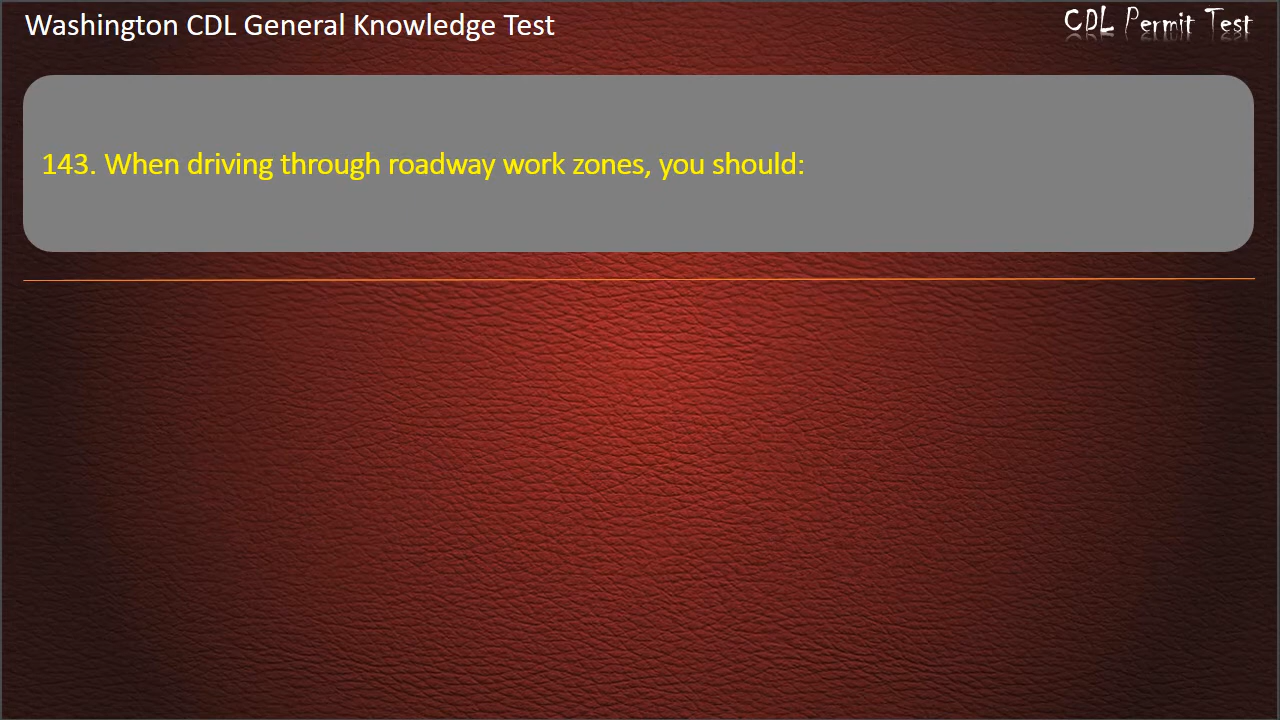 Washington CDL General Knowledge Test
CDL Permit Test
143. When driving through roadway work zones, you should: